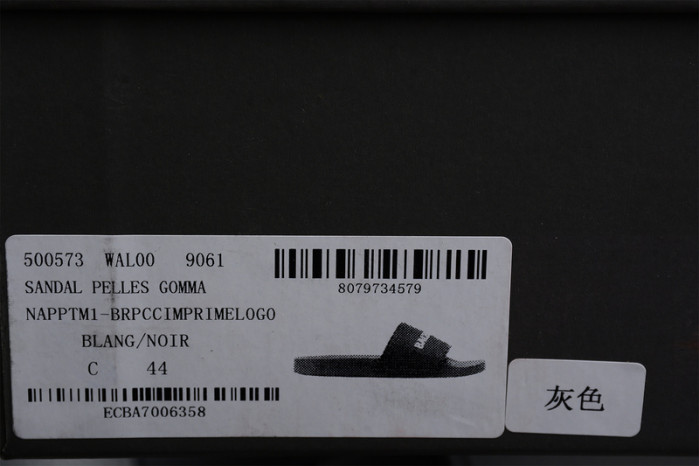 500573 WAL00 9061
8079734579
SANDAL PELLES GOMMA
NAPPTM1-BRPCCIMPRIMELOGO
BLANG/NOIR
C 44
ECBA7006358
灰色